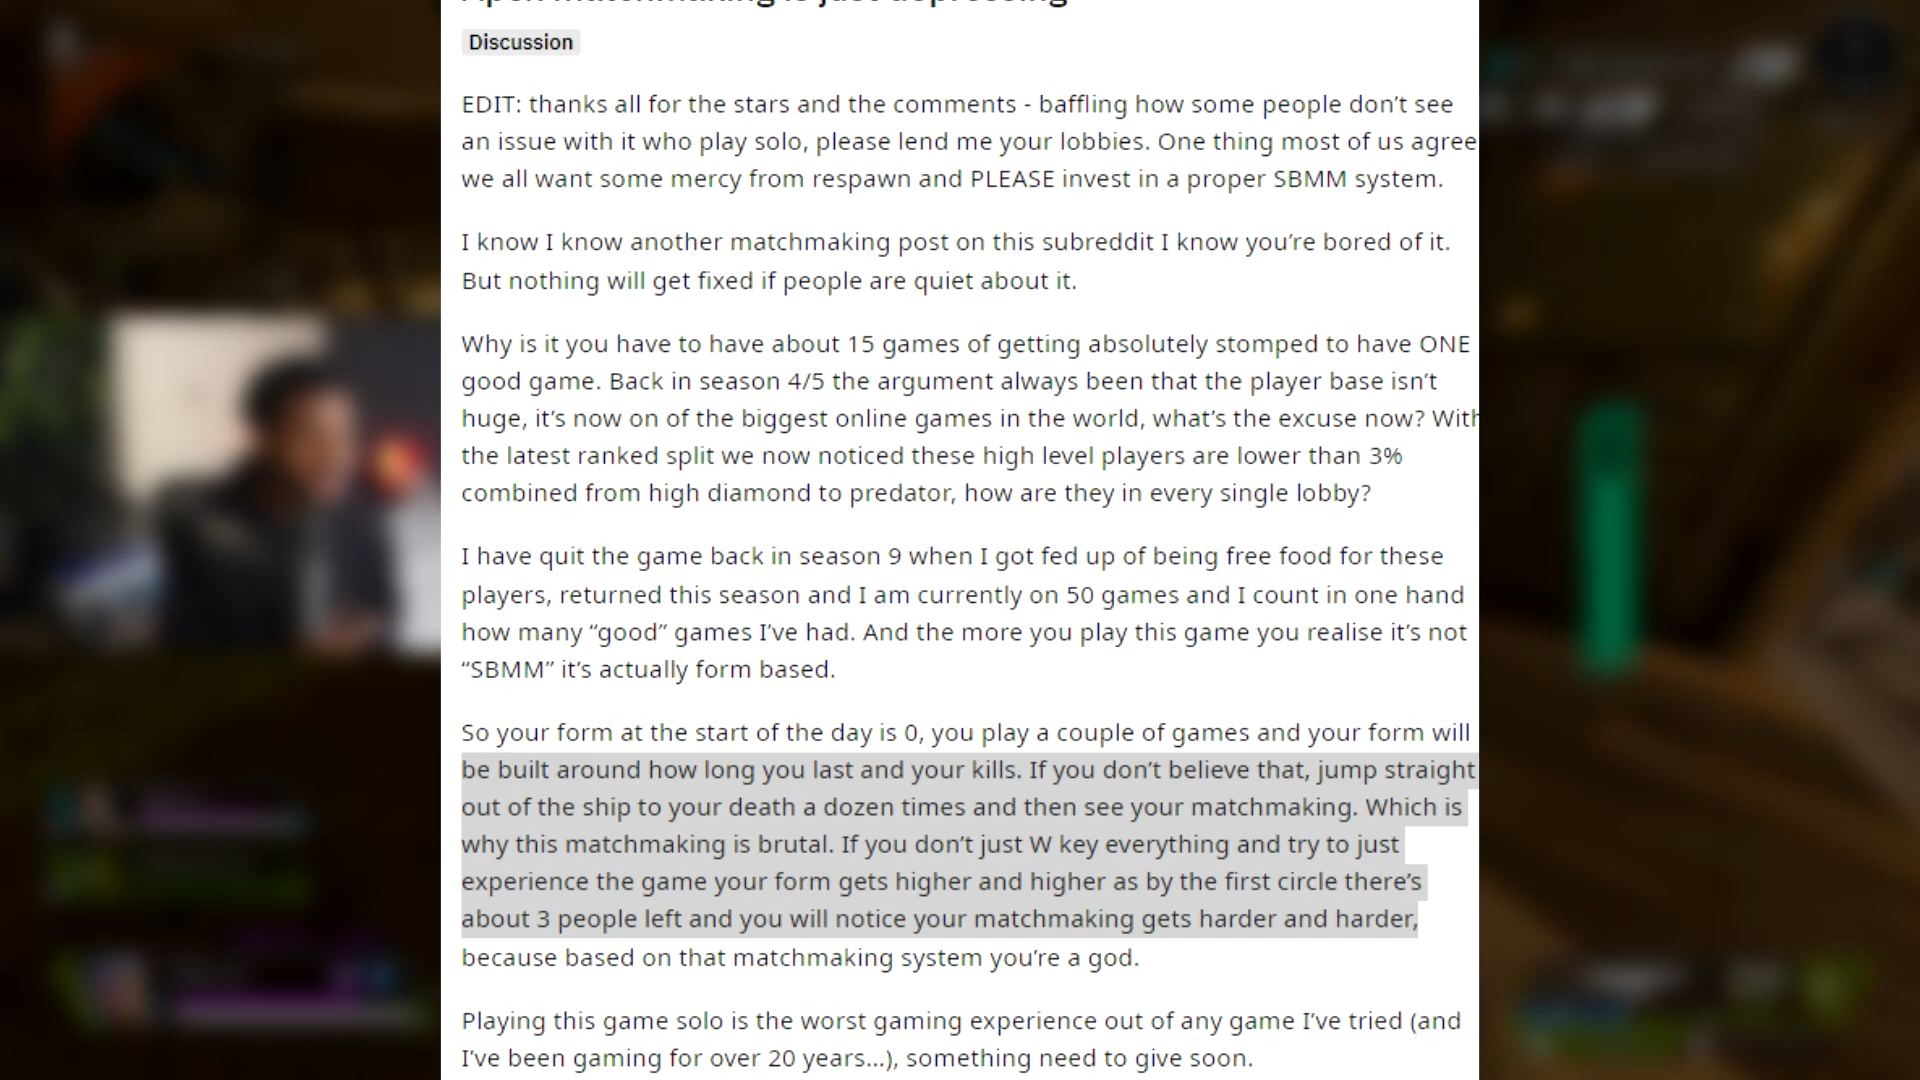 Apex matchmaking is just depressing
Discussion
EDIT: thanks all for the stars and the comments - baffling how some people don’t see
an issue with it who play solo, please lend me your lobbies. One thing most of us agree
we all want some mercy from respawn and PLEASE invest in a proper SBMM system.
I know I know another matchmaking post on this subreddit I know you’re bored of it.
But nothing will get fixed if people are quiet about it.
Why is it you have to have about 15 games of getting absolutely stomped to have ONE
good game. Back in season 4/5 the argument always been that the player base isn’t
huge, it’s now on of the biggest online games in the world, what’s the excuse now? With
the latest ranked split we now noticed these high level players are lower than 3%
combined from high diamond to predator, how are they in every single lobby?
I have quit the game back in season 9 when I got fed up of being free food for these
players, returned this season and I am currently on 50 games and I count in one hand
how many “good” games I’ve had. And the more you play this game you realise it’s not
“SBMM” it’s actually form based.
So your form at the start of the day is 0, you play a couple of games and your form will
be built around how long you last and your kills. If you don’t believe that, jump straight
out of the ship to your death a dozen times and then see your matchmaking. Which is
why this matchmaking is brutal. If you don’t just W key everything and try to just
experience the game your form gets higher and higher as by the first circle there’s
about 3 people left and you will notice your matchmaking gets harder and harder,
because based on that matchmaking system you’re a god.
Playing this game solo is the worst gaming experience out of any game I’ve tried (and
I’ve been gaming for over 20 years...), something need to give soon.